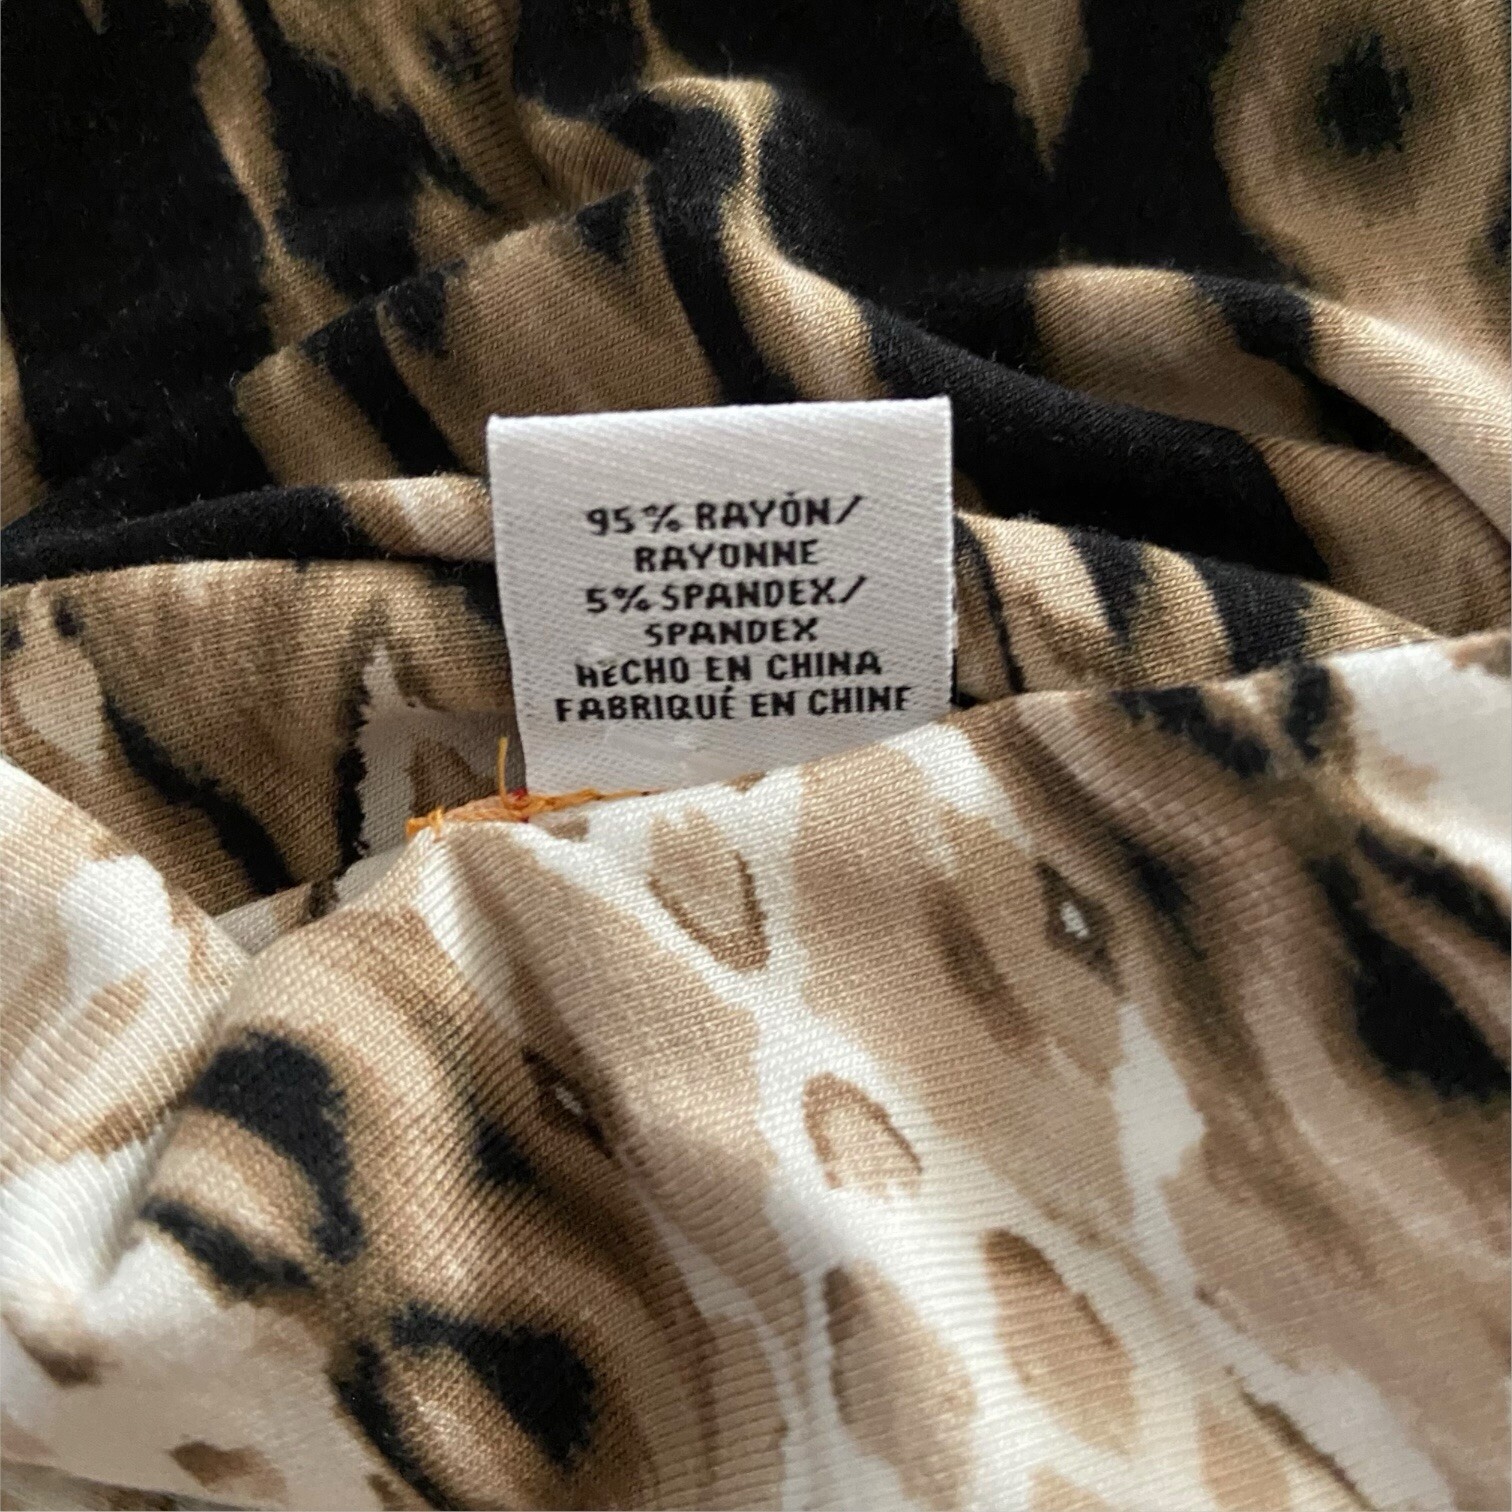 95% RAYÓN/
RAYONNE
5% SPANDEX/
SPANDEX
HECHO EN CHINA
FABRIQUÉ EN CHINE